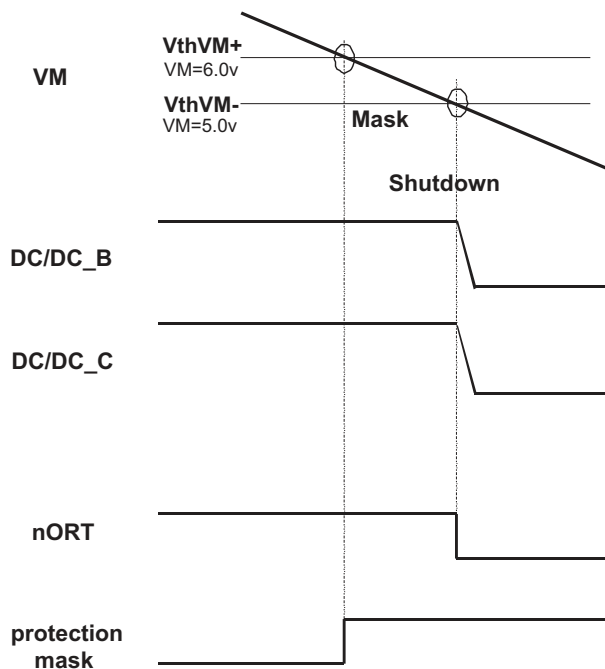 VthVM+
VM=6.0v
VM
VthVM-
VM=5.0v
Mask
Shutdown
DC/DC_B
DC/DC_C
nORT
protection
mask